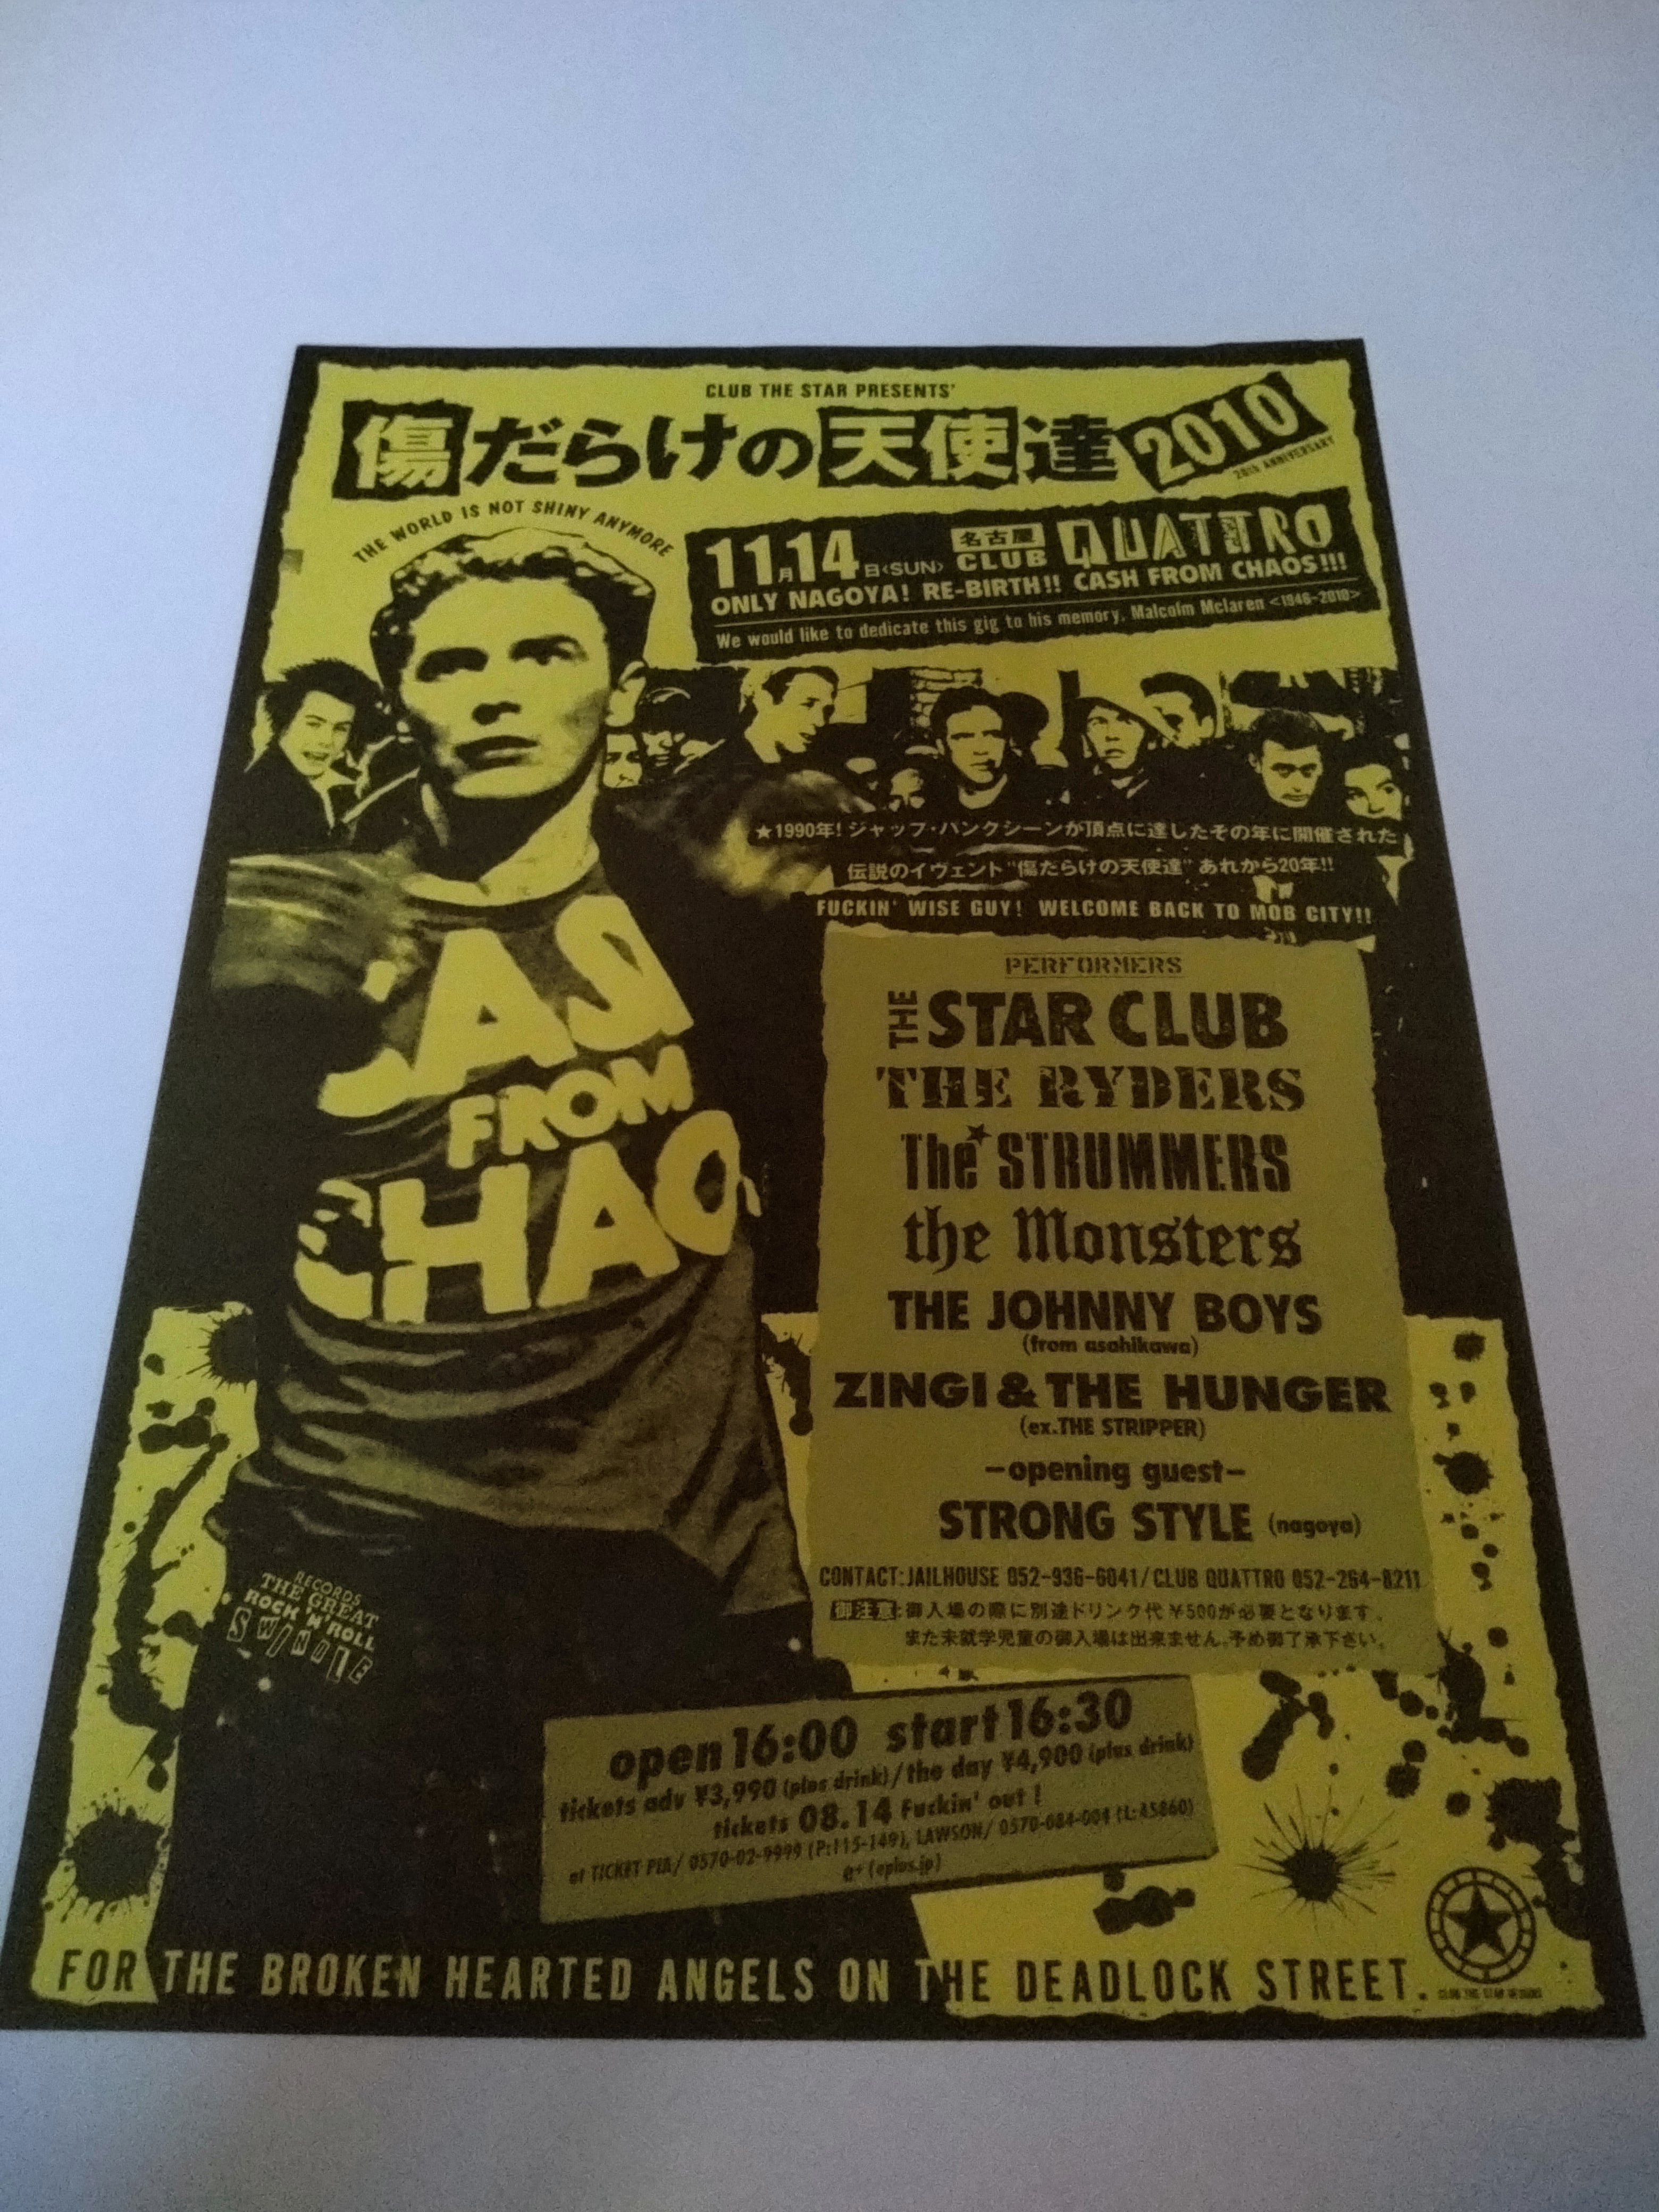 CLUB THE STAR PRESENTS'
傷だらけの天使達 2010
20th ANNIVERSARY
THE WORLD IS NOT SHINY ANYMORE
11月14日<SUN> 名古屋 CLUB QUATTRO
ONLY NAGOYA! RE-BIRTH!! CASH FROM CHAOS!!!
We would like to dedicate this gig to his memory. Malcolm Mclaren <1946-2010>
★1990年! ジャップ・パンクシーンが頂点に達したその年に開催された
伝説のイヴェント"傷だらけの天使達" あれから20年!!
FUCKIN' WISE GUY! WELCOME BACK TO MOB CITY!!
CAS
FROM
CHAO
PERFORMERS
THE STAR CLUB
THE RYDERS
The★STRUMMERS
the Monsters
THE JOHNNY BOYS
(from asahikawa)
ZINGI & THE HUNGER
(ex.THE STRIPPER)
-opening guest-
STRONG STYLE (nagoya)
CONTACT:JAILHOUSE 052-936-6041/CLUB QUATTRO 052-264-8211
御注意:御入場の際に別途ドリンク代¥500が必要となります。
また未就学児童の御入場は出来ません。予め御了承下さい。
RECORDS
THE GREAT
ROCK N' ROLL
SWINDLE
open16:00 start16:30
tickets adv ¥3,990 (plus drink)/the day ¥4,900 (plus drink)
tickets 08.14 Fuckin' out !
at TICKET PIA/ 0570-02-9999 (P:115-149), LAWSON/ 0570-084-004 (L:45860)
e+ (eplus.jp)
FOR THE BROKEN HEARTED ANGELS ON THE DEADLOCK STREET.